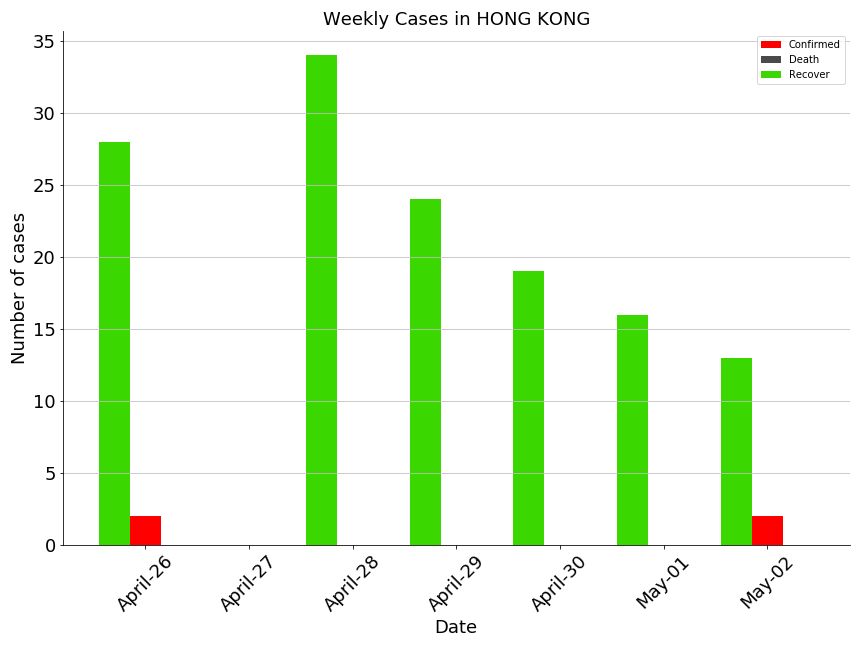 Weekly Cases in HONG KONG
Confirmed
Death
Recover
Number of cases
35
30
25
20
15
10
5
0
April-26
April-27
April-28
April-29
April-30
May-01
May-02
Date